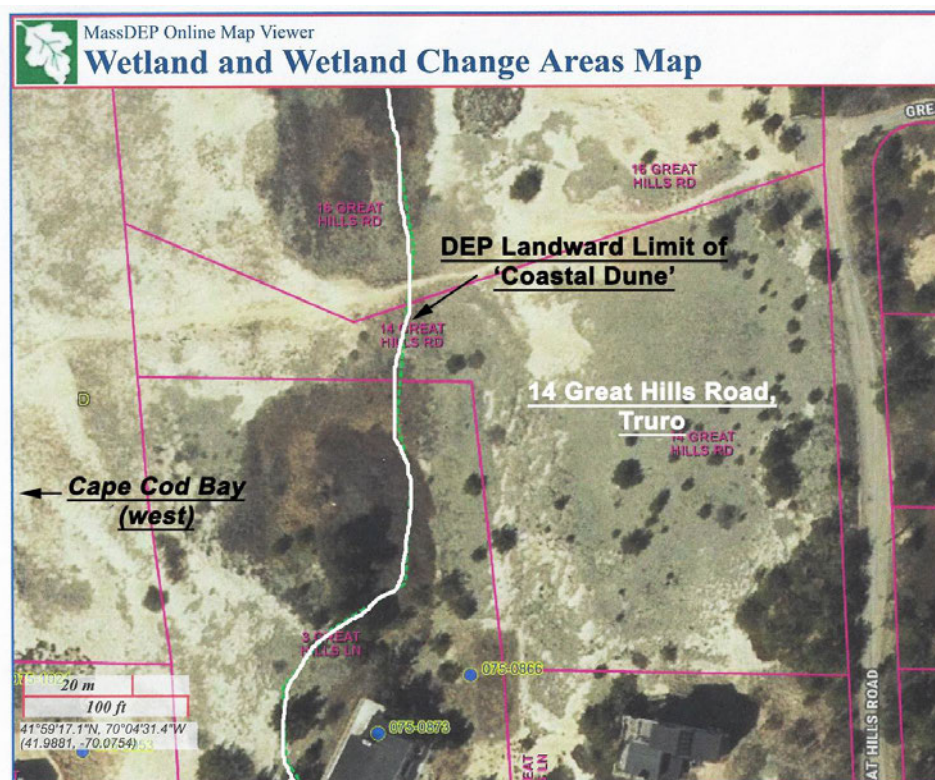 MassDEP Online Map Viewer
Wetland and Wetland Change Areas Map
GRE
16 GREAT
HILLS RD
16 GREAT
HILLS RD
DEP Landward Limit of
'Coastal Dune'
14 GREAT
HILLS RD
D
14 Great Hills Road,
Truro
14 GREAT
HILLS RD
Cape Cod Bay
(west)
3 GREAT
HILLS LN
075-0866
20 m
100 ft
075-0873
41°59'17.1"N, 70°04'31.4"W
(41.9881, -70.0754)
AT HILLS ROAD